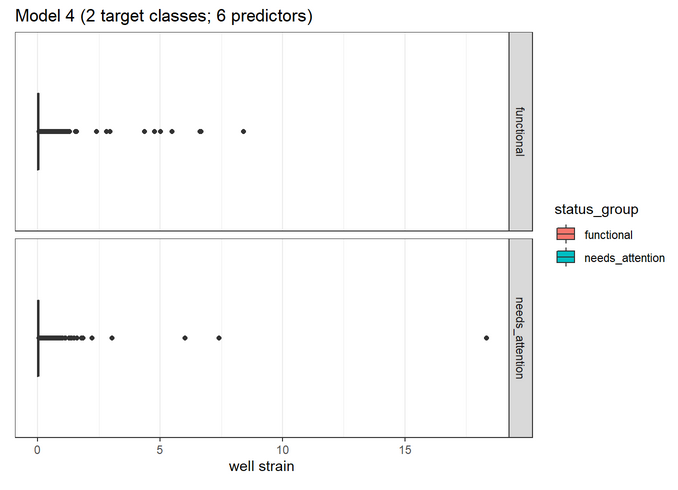 Model 4 (2 target classes; 6 predictors)
functional
needs_attention
0 5 10 15
well strain
status_group
functional
needs_attention